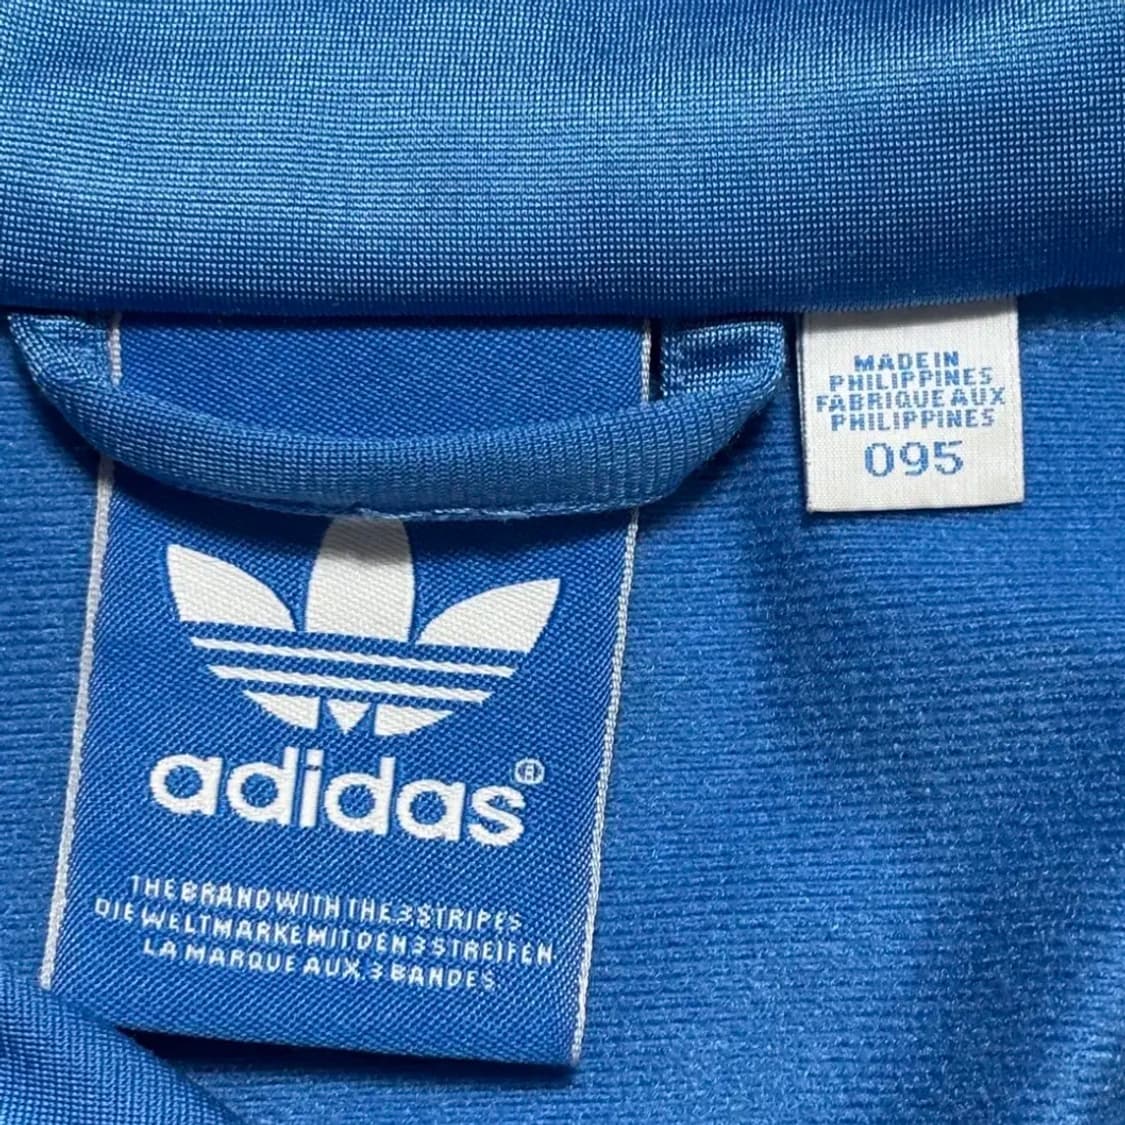 MADE IN
PHILIPPINES
FABRIQUE AUX
PHILIPPINES
095
adidas®
THE BRAND WITH THE 3 STRIPES
DIE WELTMARKE MIT DEN 3 STREIFEN
LA MARQUE AUX 3 BANDES